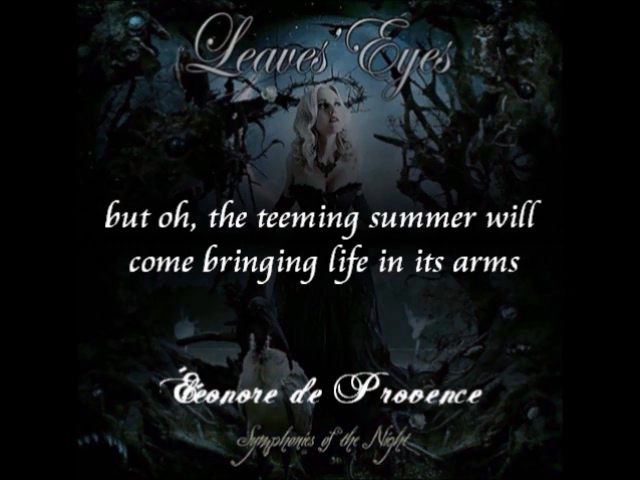 Leaves' Eyes
but oh, the teeming summer will
come bringing life in its arms
Éléonore de Provence
Symphonies of the Night